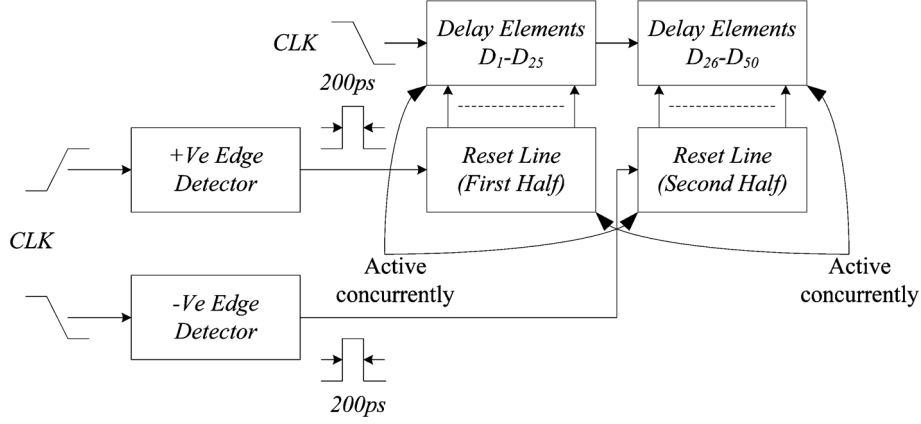 CLK
Delay Elements
D1-D25
Delay Elements
D26-D50
200ps
+Ve Edge
Detector
Reset Line
(First Half)
Reset Line
(Second Half)
CLK
Active
concurrently
Active
concurrently
-Ve Edge
Detector
200ps